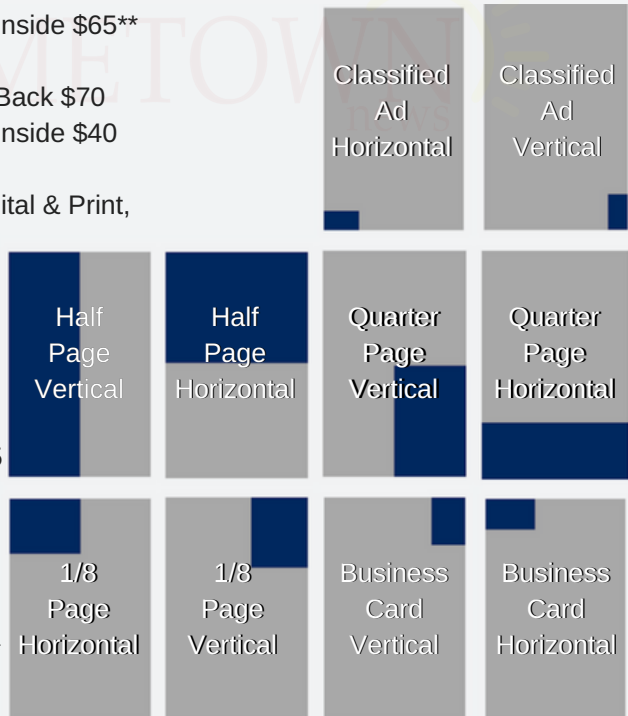 nside $65**
Back $70
nside $40
ital & Print,
METOWN
news
Classified
Ad
Horizontal
Classified
Ad
Vertical
Half
Page
Vertical
Half
Page
Horizontal
Quarter
Page
Vertical
Quarter
Page
Horizontal
1/8
Page
Horizontal
1/8
Page
Vertical
Business
Card
Vertical
Business
Card
Horizontal